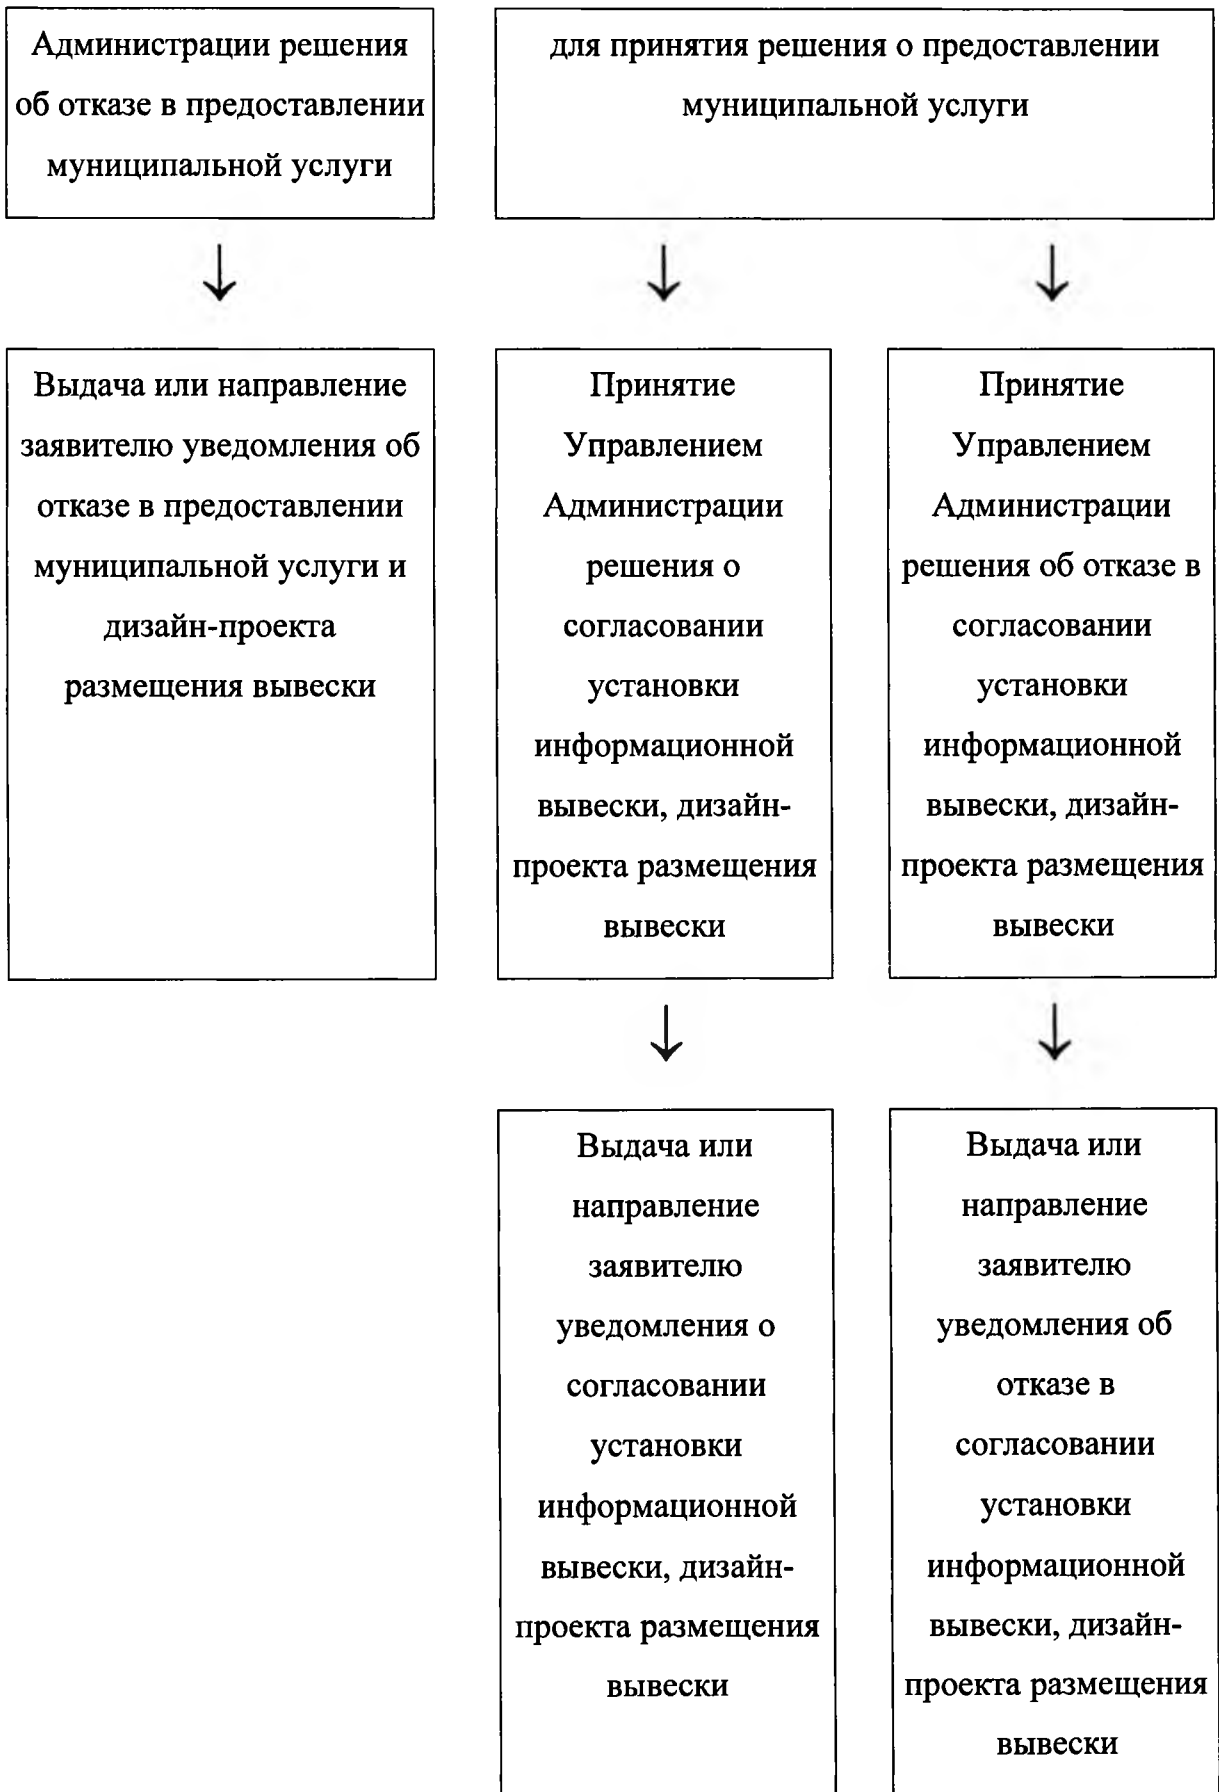 Администрации решения
об отказе в предоставлении
муниципальной услуги
для принятия решения о предоставлении
муниципальной услуги
Выдача или направление
заявителю уведомления об
отказе в предоставлении
муниципальной услуги и
дизайн-проекта
размещения вывески
Принятие
Управлением
Администрации
решения о
согласовании
установки
информационной
вывески, дизайн-
проекта размещения
вывески
Принятие
Управлением
Администрации
решения об отказе в
согласовании
установки
информационной
вывески, дизайн-
проекта размещения
вывески
Выдача или
направление
заявителю
уведомления о
согласовании
установки
информационной
вывески, дизайн-
проекта размещения
вывески
Выдача или
направление
заявителю
уведомления об
отказе в
согласовании
установки
информационной
вывески, дизайн-
проекта размещения
вывески